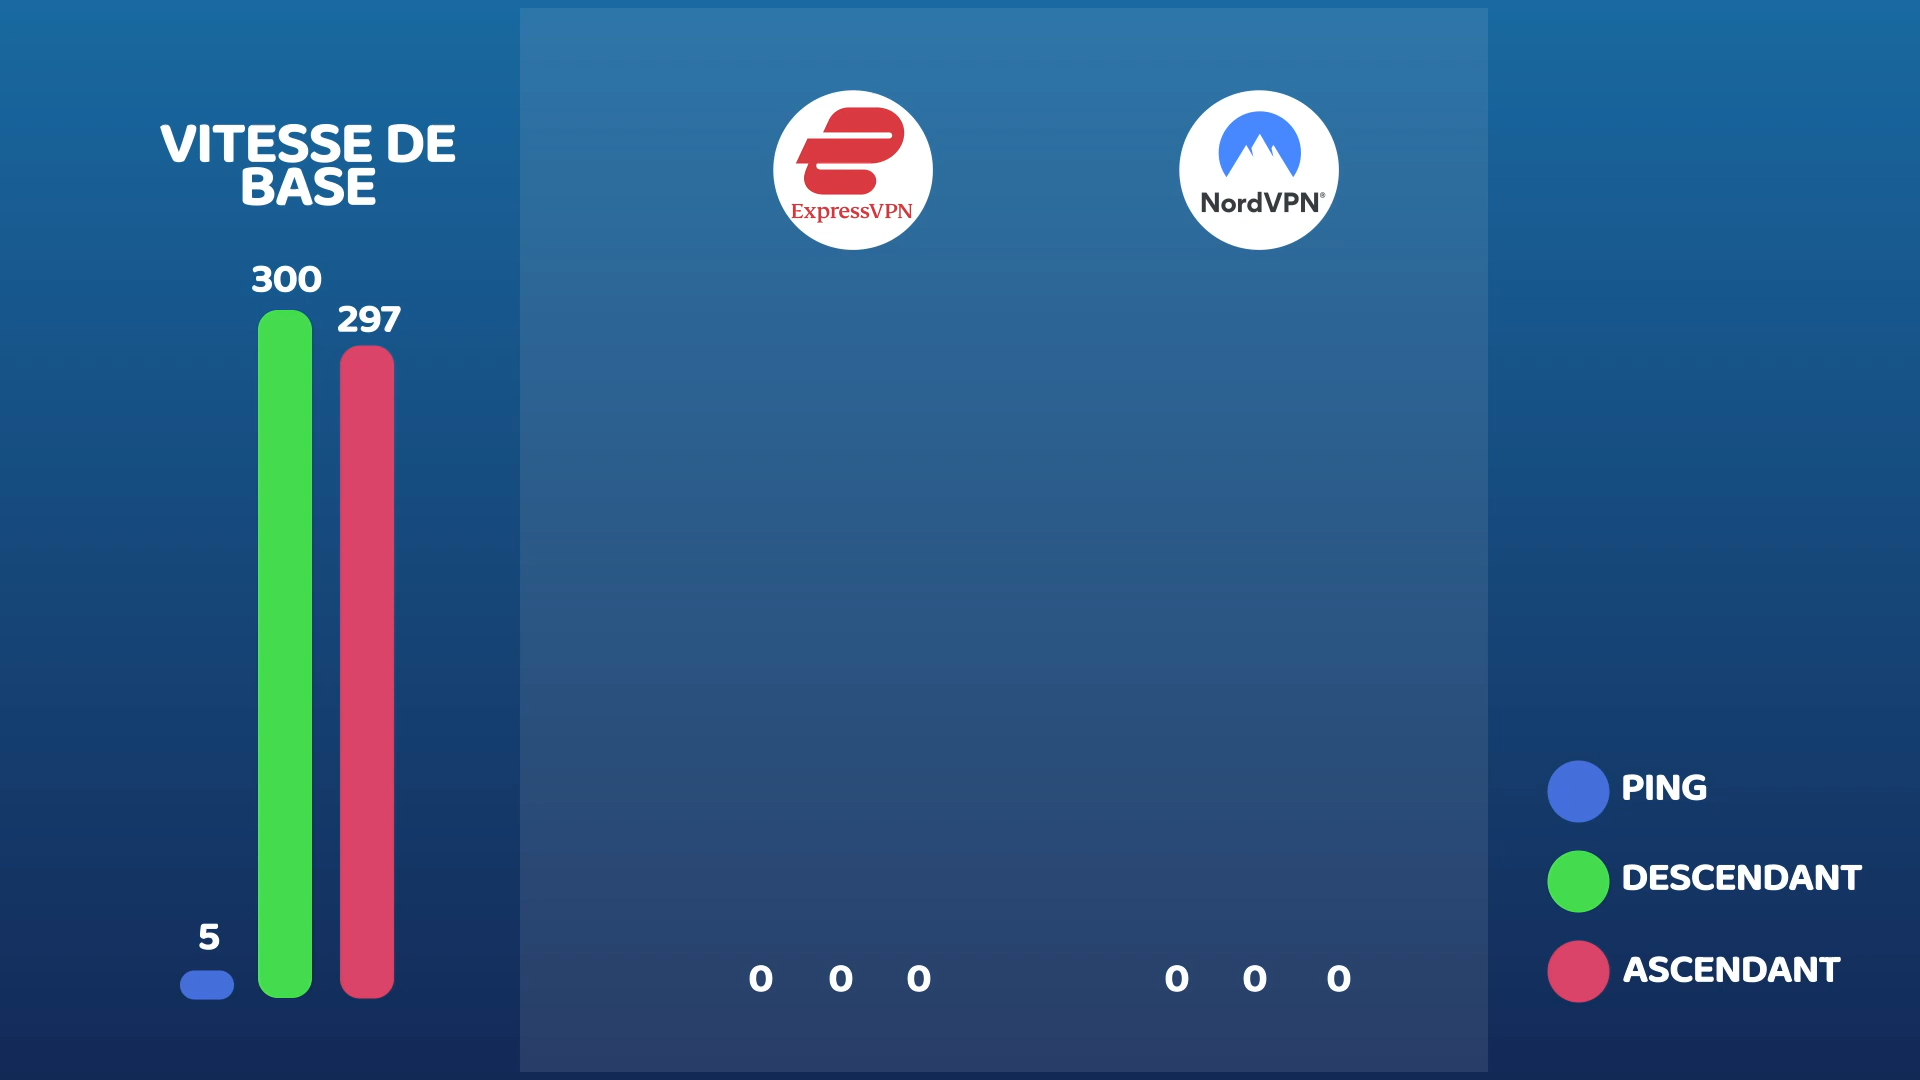 VITESSE DE
BASE
300
297
5
ExpressVPN
NordVPN®
0 0 0
0 0 0
PING
DESCENDANT
ASCENDANT